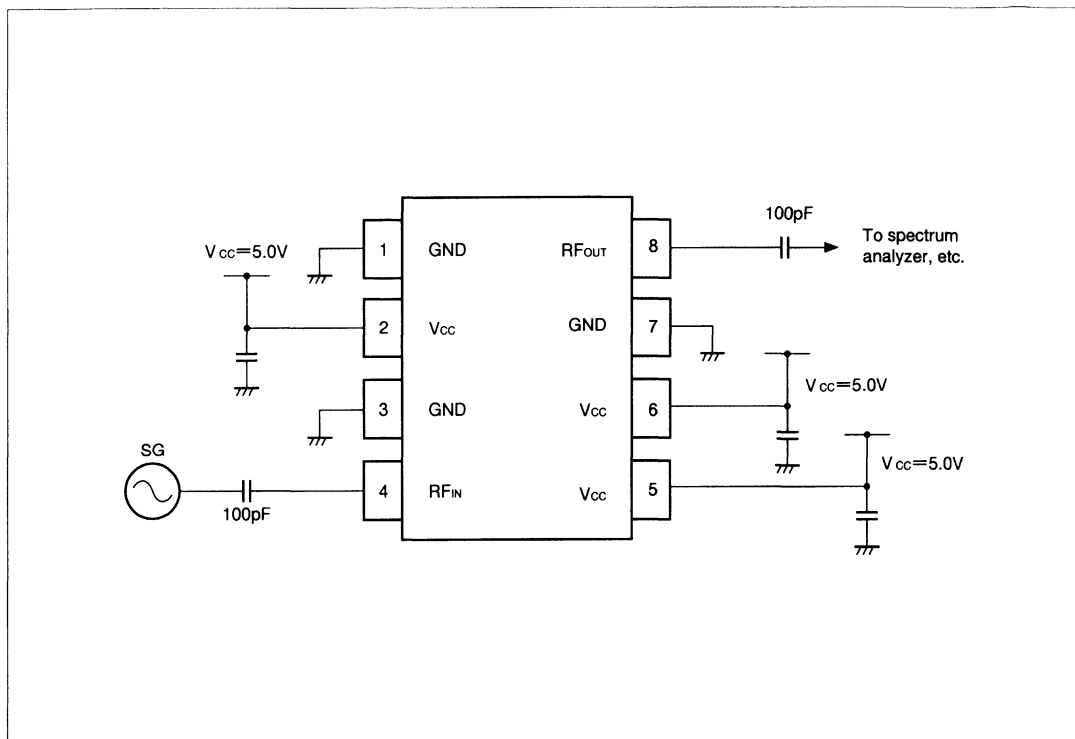 100pF
To spectrum
analyzer, etc.
Vcc=5.0V
1
GND
RFOUT
8
2
Vcc
GND
7
3
GND
Vcc
6
Vcc=5.0V
SG
100pF
4
RFIN
Vcc
5
Vcc=5.0V